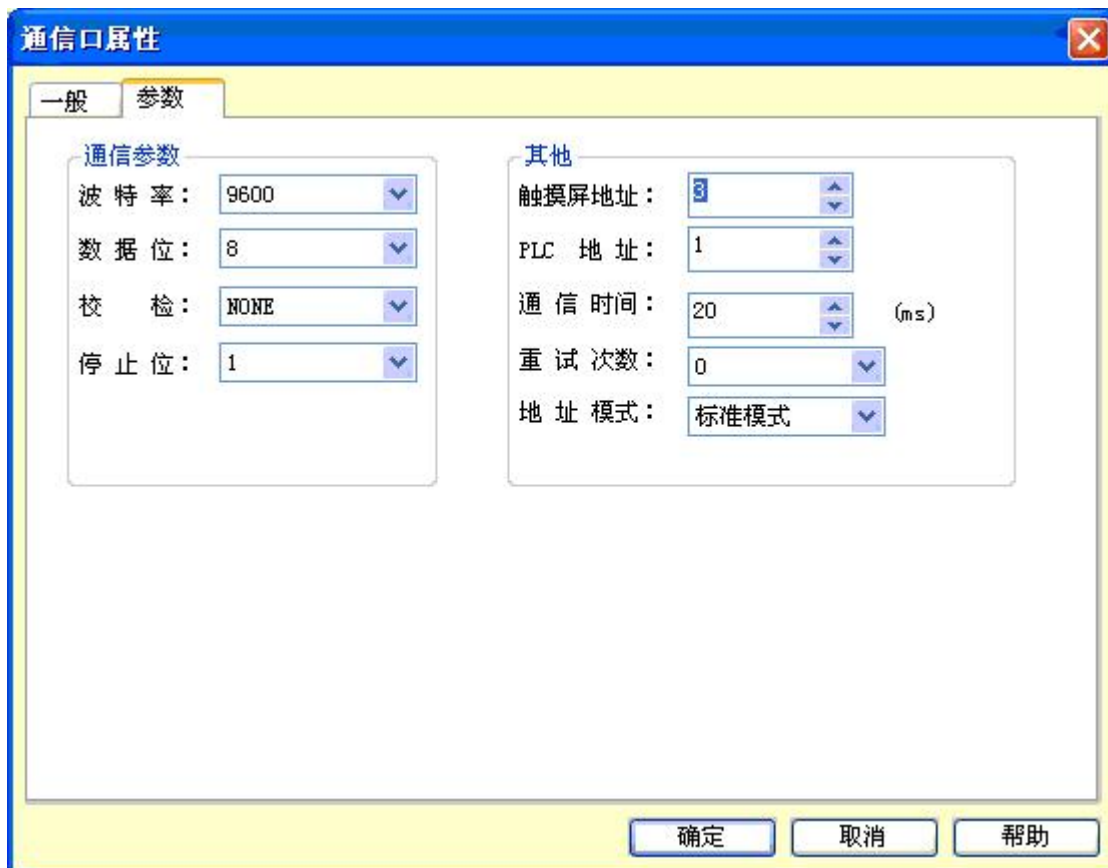 通信口属性
一般 参数
通信参数
波特率: 9600
数据位: 8
校检: NONE
停止位: 1
其他
触摸屏地址: 3
PLC 地址: 1
通信时间: 20 (ms)
重试次数: 0
地址模式: 标准模式
确定 取消 帮助